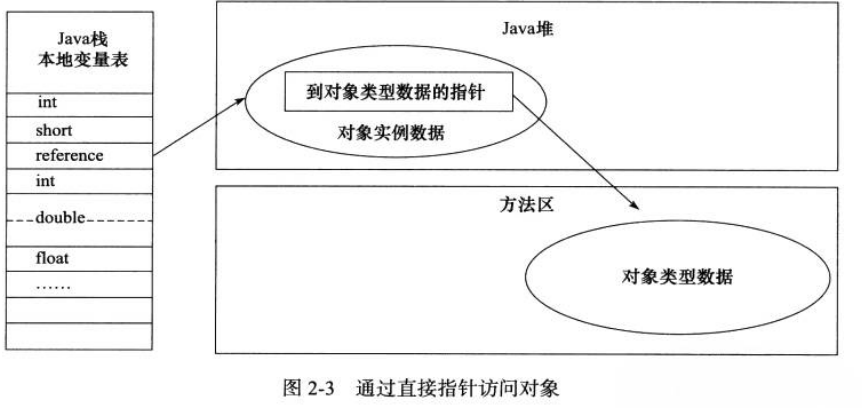 Java栈
本地变量表
int
short
reference
int
double
float
......
Java堆
到对象类型数据的指针
对象实例数据
方法区
对象类型数据
图 2-3 通过直接指针访问对象